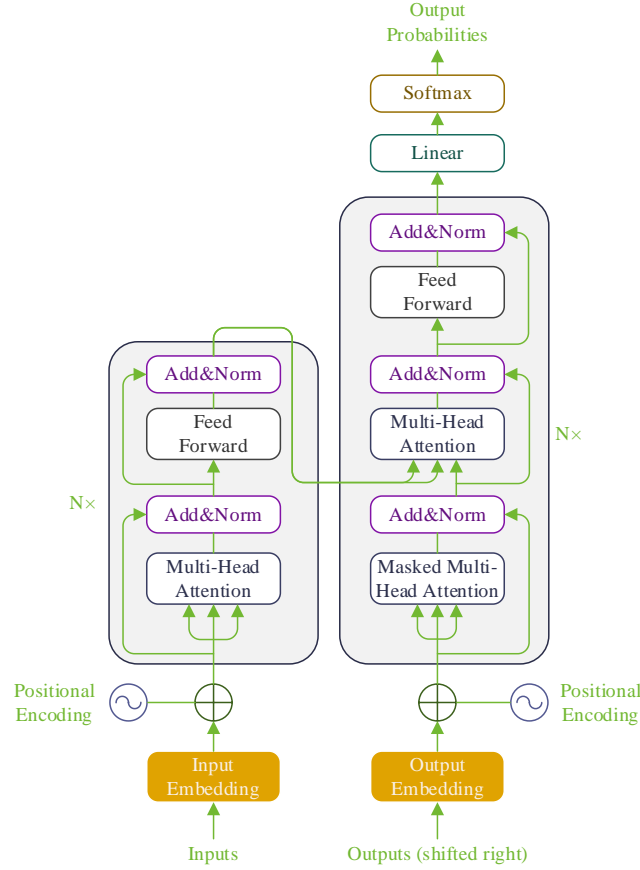 Output
Probabilities
Softmax
Linear
Add&Norm
Feed
Forward
Add&Norm
Multi-Head
Attention
N×
Add&Norm
Masked Multi-
Head Attention
Add&Norm
Feed
Forward
N×
Add&Norm
Multi-Head
Attention
Positional
Encoding
Positional
Encoding
Input
Embedding
Output
Embedding
Inputs
Outputs (shifted right)